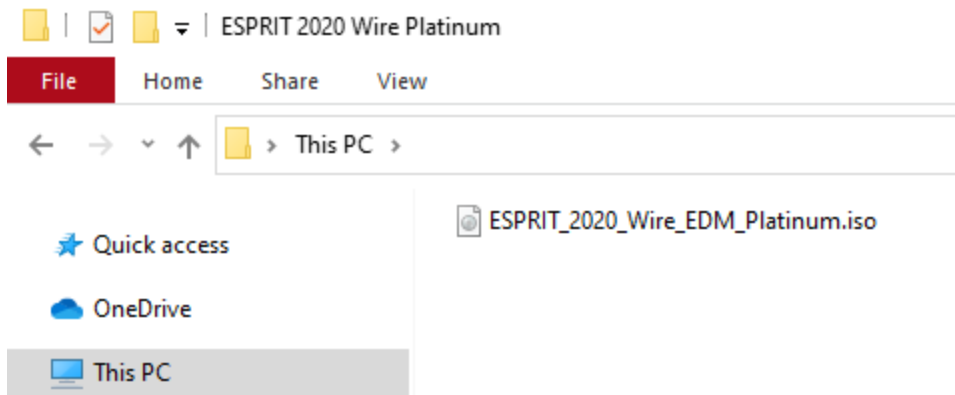 ESPRIT 2020 Wire Platinum
File Home Share View
This PC
ESPRIT_2020_Wire_EDM_Platinum.iso
Quick access
OneDrive
This PC